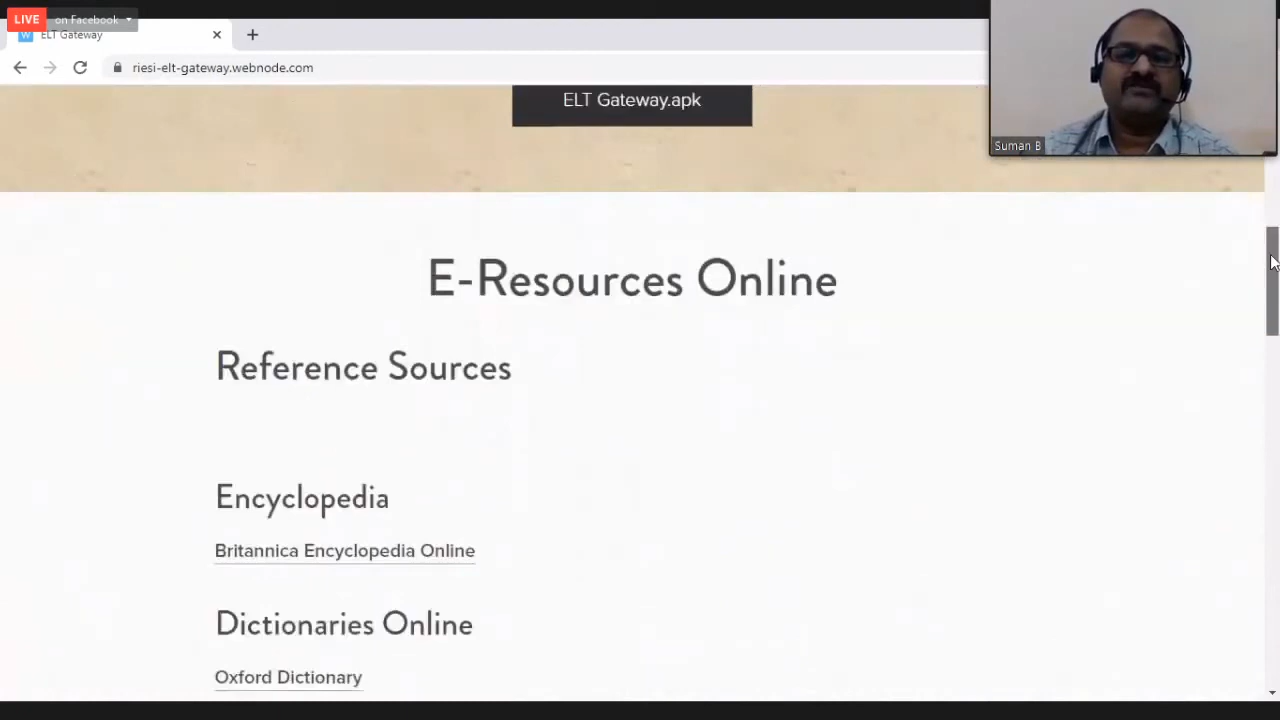 LIVE on Facebook
ELT Gateway
riesi-elt-gateway.webnode.com
ELT Gateway.apk
Suman B
E-Resources Online
Reference Sources
Encyclopedia
Britannica Encyclopedia Online
Dictionaries Online
Oxford Dictionary